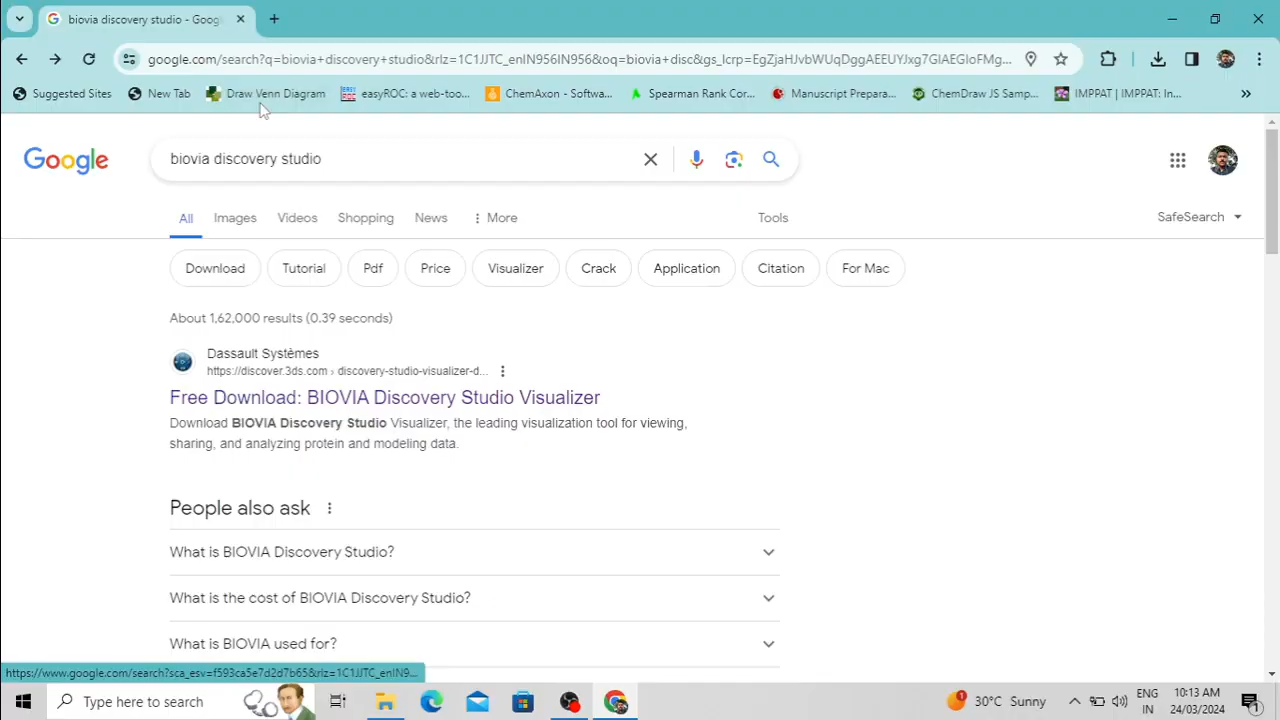 biovia discovery studio - Goog
google.com/search?q=biovia+discovery+studio&rlz=1C1JJTC_enIN956IN956&oq=biovia+disc&gs_lcrp=EgZjaHJvbWUqDggAEEUYJxg7GIAEGIoFMg...
Suggested Sites New Tab Draw Venn Diagram easyROC: a web-too... ChemAxon - Softwa... Spearman Rank Cor... Manuscript Prepara... ChemDraw JS Samp... IMPPAT | IMPPAT: In...
Google biovia discovery studio
All Images Videos Shopping News More Tools SafeSearch
Download Tutorial Pdf Price Visualizer Crack Application Citation For Mac
About 1,62,000 results (0.39 seconds)
Dassault Systèmes
https://discover.3ds.com › discovery-studio-visualizer-d...
Free Download: BIOVIA Discovery Studio Visualizer
Download BIOVIA Discovery Studio Visualizer, the leading visualization tool for viewing,
sharing, and analyzing protein and modeling data.
People also ask
What is BIOVIA Discovery Studio?
What is the cost of BIOVIA Discovery Studio?
What is BIOVIA used for?
https://www.google.com/search?sca_esv=f593ca5e7d2d7b65&rlz=1C1JJTC_enIN9...
Type here to search 1 30°C Sunny ENG 10:13 AM
IN 24/03/2024 1